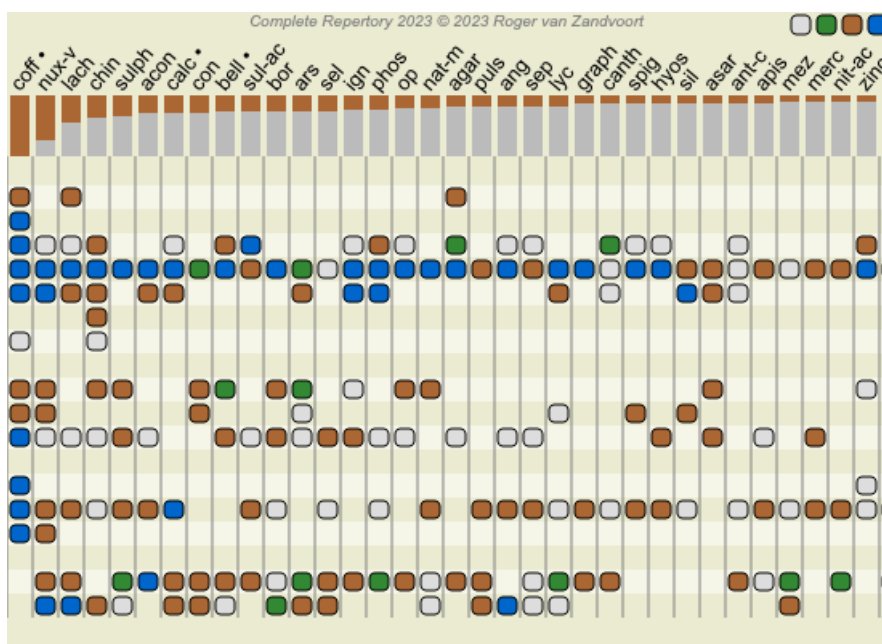 Complete Repertory 2023 © 2023 Roger van Zandvoort
coff •
nux-v
lach
chin
sulph
acon
calc •
con
bell •
sul-ac
bor
ars
sel
ign
phos
op
nat-m
agar
puls
ang
sep
lyc
graph
canth
spig
hyos
sil
asar
ant-c
apis
mez
merc
nit-ac
zinc